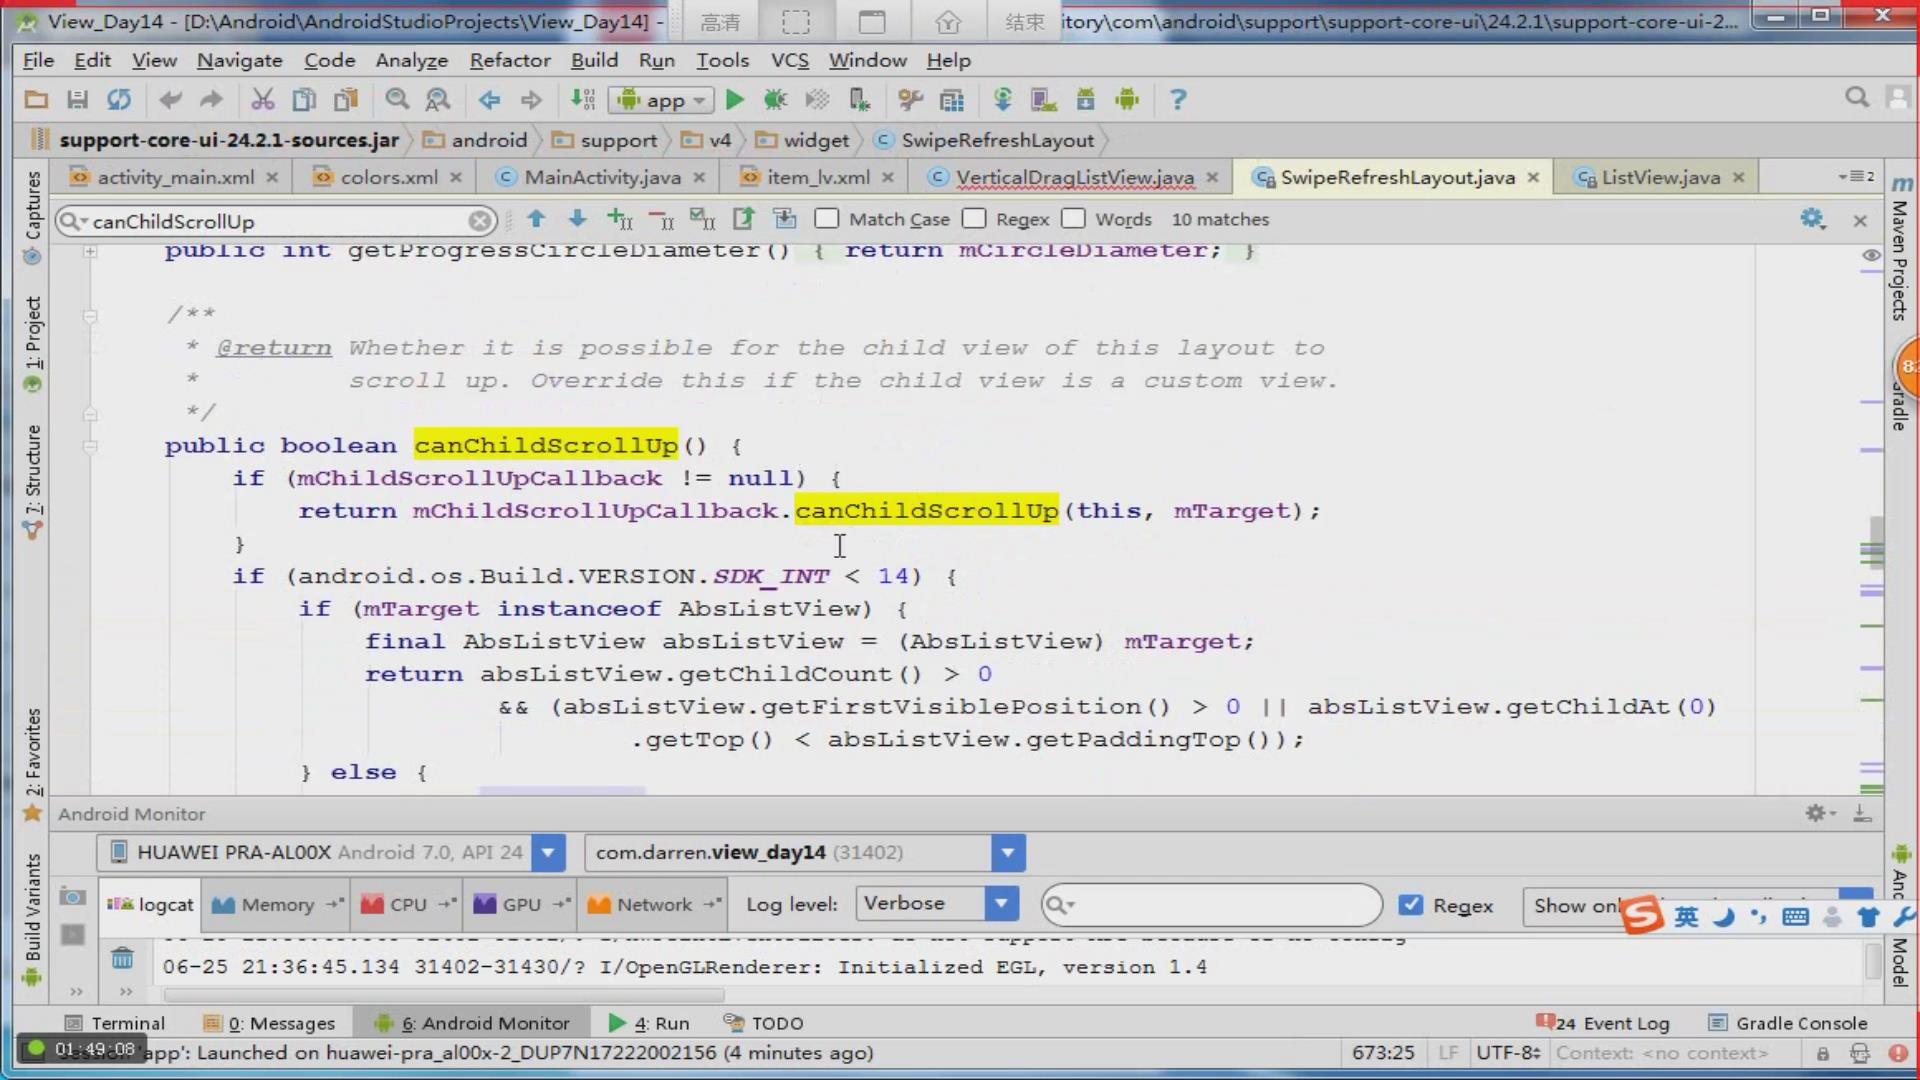 View_Day14 - [D:\Android\AndroidStudioProjects\View_Day14] -
高清
结束
itory\com\android\support\support-core-ui\24.2.1\support-core-ui-2...
File Edit View Navigate Code Analyze Refactor Build Run Tools VCS Window Help
app
support-core-ui-24.2.1-sources.jar android support v4 widget SwipeRefreshLayout
activity_main.xml colors.xml MainActivity.java item_lv.xml VerticalDragListView.java SwipeRefreshLayout.java ListView.java
canChildScrollUp Match Case Regex Words 10 matches
public int getProgressCircleDiameter() { return mCircleDiameter; }
/**
* @return Whether it is possible for the child view of this layout to
* scroll up. Override this if the child view is a custom view.
*/
public boolean canChildScrollUp() {
if (mChildScrollUpCallback != null) {
return mChildScrollUpCallback.canChildScrollUp(this, mTarget);
}
if (android.os.Build.VERSION.SDK_INT < 14) {
if (mTarget instanceof AbsListView) {
final AbsListView absListView = (AbsListView) mTarget;
return absListView.getChildCount() > 0
&& (absListView.getFirstVisiblePosition() > 0 || absListView.getChildAt(0)
.getTop() < absListView.getPaddingTop());
} else {
Captures
1: Project
7: Structure
2: Favorites
Build Variants
Maven Projects
Gradle
Model
Android Monitor
HUAWEI PRA-AL00X Android 7.0, API 24
com.darren.view_day14 (31402)
logcat Memory CPU GPU Network Log level: Verbose Regex Show onl
英
06-25 21:36:45.134 31402-31430/? I/OpenGLRenderer: Initialized EGL, version 1.4
Terminal 0: Messages 6: Android Monitor 4: Run TODO 24 Event Log Gradle Console
01:49:08
'app': Launched on huawei-pra_al00x-2_DUP7N17222002156 (4 minutes ago)
673:25 LF UTF-8 Context: <no context>